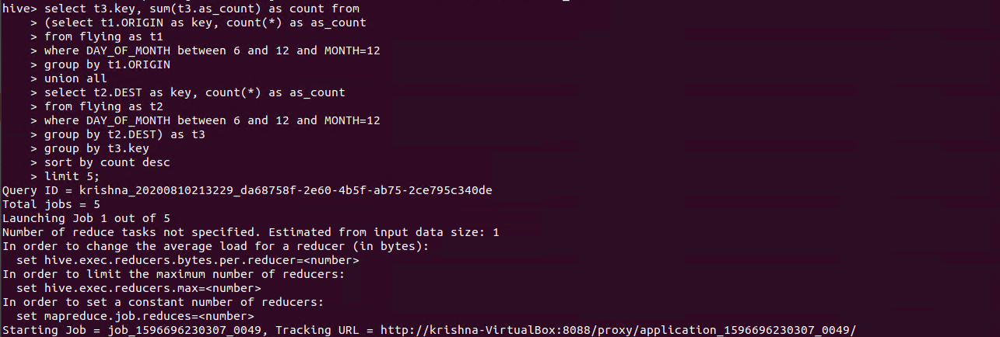 hive> select t3.key, sum(t3.as_count) as count from
> (select t1.ORIGIN as key, count(*) as as_count
> from flying as t1
> where DAY_OF_MONTH between 6 and 12 and MONTH=12
> group by t1.ORIGIN
> union all
> select t2.DEST as key, count(*) as as_count
> from flying as t2
> where DAY_OF_MONTH between 6 and 12 and MONTH=12
> group by t2.DEST) as t3
> group by t3.key
> sort by count desc
> limit 5;
Query ID = krishna_20200810213229_da68758f-2e60-4b5f-ab75-2ce795c340de
Total jobs = 5
Launching Job 1 out of 5
Number of reduce tasks not specified. Estimated from input data size: 1
In order to change the average load for a reducer (in bytes):
set hive.exec.reducers.bytes.per.reducer=<number>
In order to limit the maximum number of reducers:
set hive.exec.reducers.max=<number>
In order to set a constant number of reducers:
set mapreduce.job.reduces=<number>
Starting Job = job_1596696230307_0049, Tracking URL = http://krishna-VirtualBox:8088/proxy/application_1596696230307_0049/